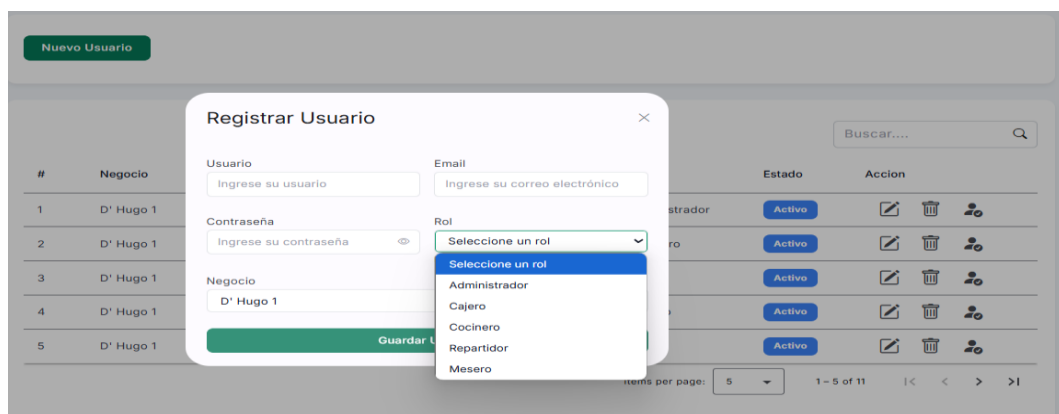 Nuevo Usuario
Registrar Usuario
Buscar....
Usuario
Email
Ingrese su usuario
Ingrese su correo electrónico
# Negocio Estado Accion
Contraseña
Rol
Ingrese su contraseña
Seleccione un rol
1 D' Hugo 1 strador Activo
2 D' Hugo 1 ro Activo
Seleccione un rol
Administrador
Cajero
Cocinero
Repartidor
Mesero
3 D' Hugo 1 Activo
Negocio
D' Hugo 1
4 D' Hugo 1 Activo
Guardar U
5 D' Hugo 1 Activo
Items per page: 5 1 – 5 of 11